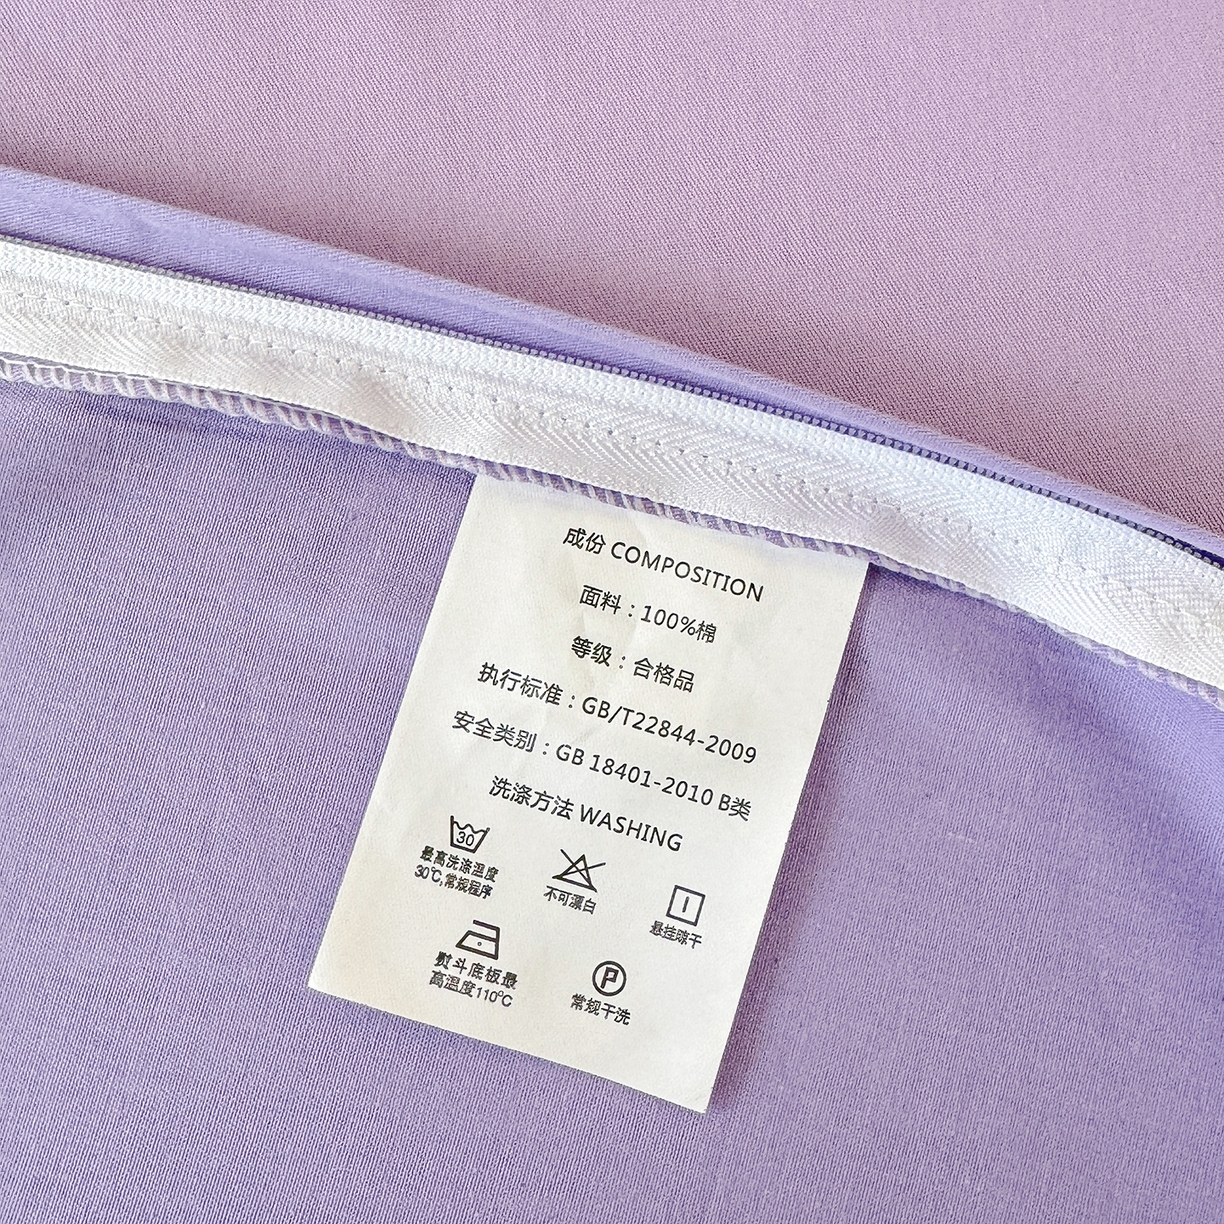 成份 COMPOSITION
面料：100%棉
等级：合格品
执行标准：GB/T22844-2009
安全类别：GB 18401-2010 B类
洗涤方法 WASHING
30
最高洗涤温度
30℃,常规程序
不可漂白
悬挂晾干
熨斗底板最
高温度110℃
P
常规干洗